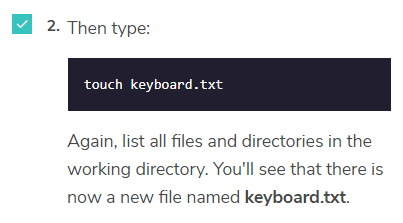 2. Then type:
touch keyboard.txt
Again, list all files and directories in the
working directory. You'll see that there is
now a new file named keyboard.txt.